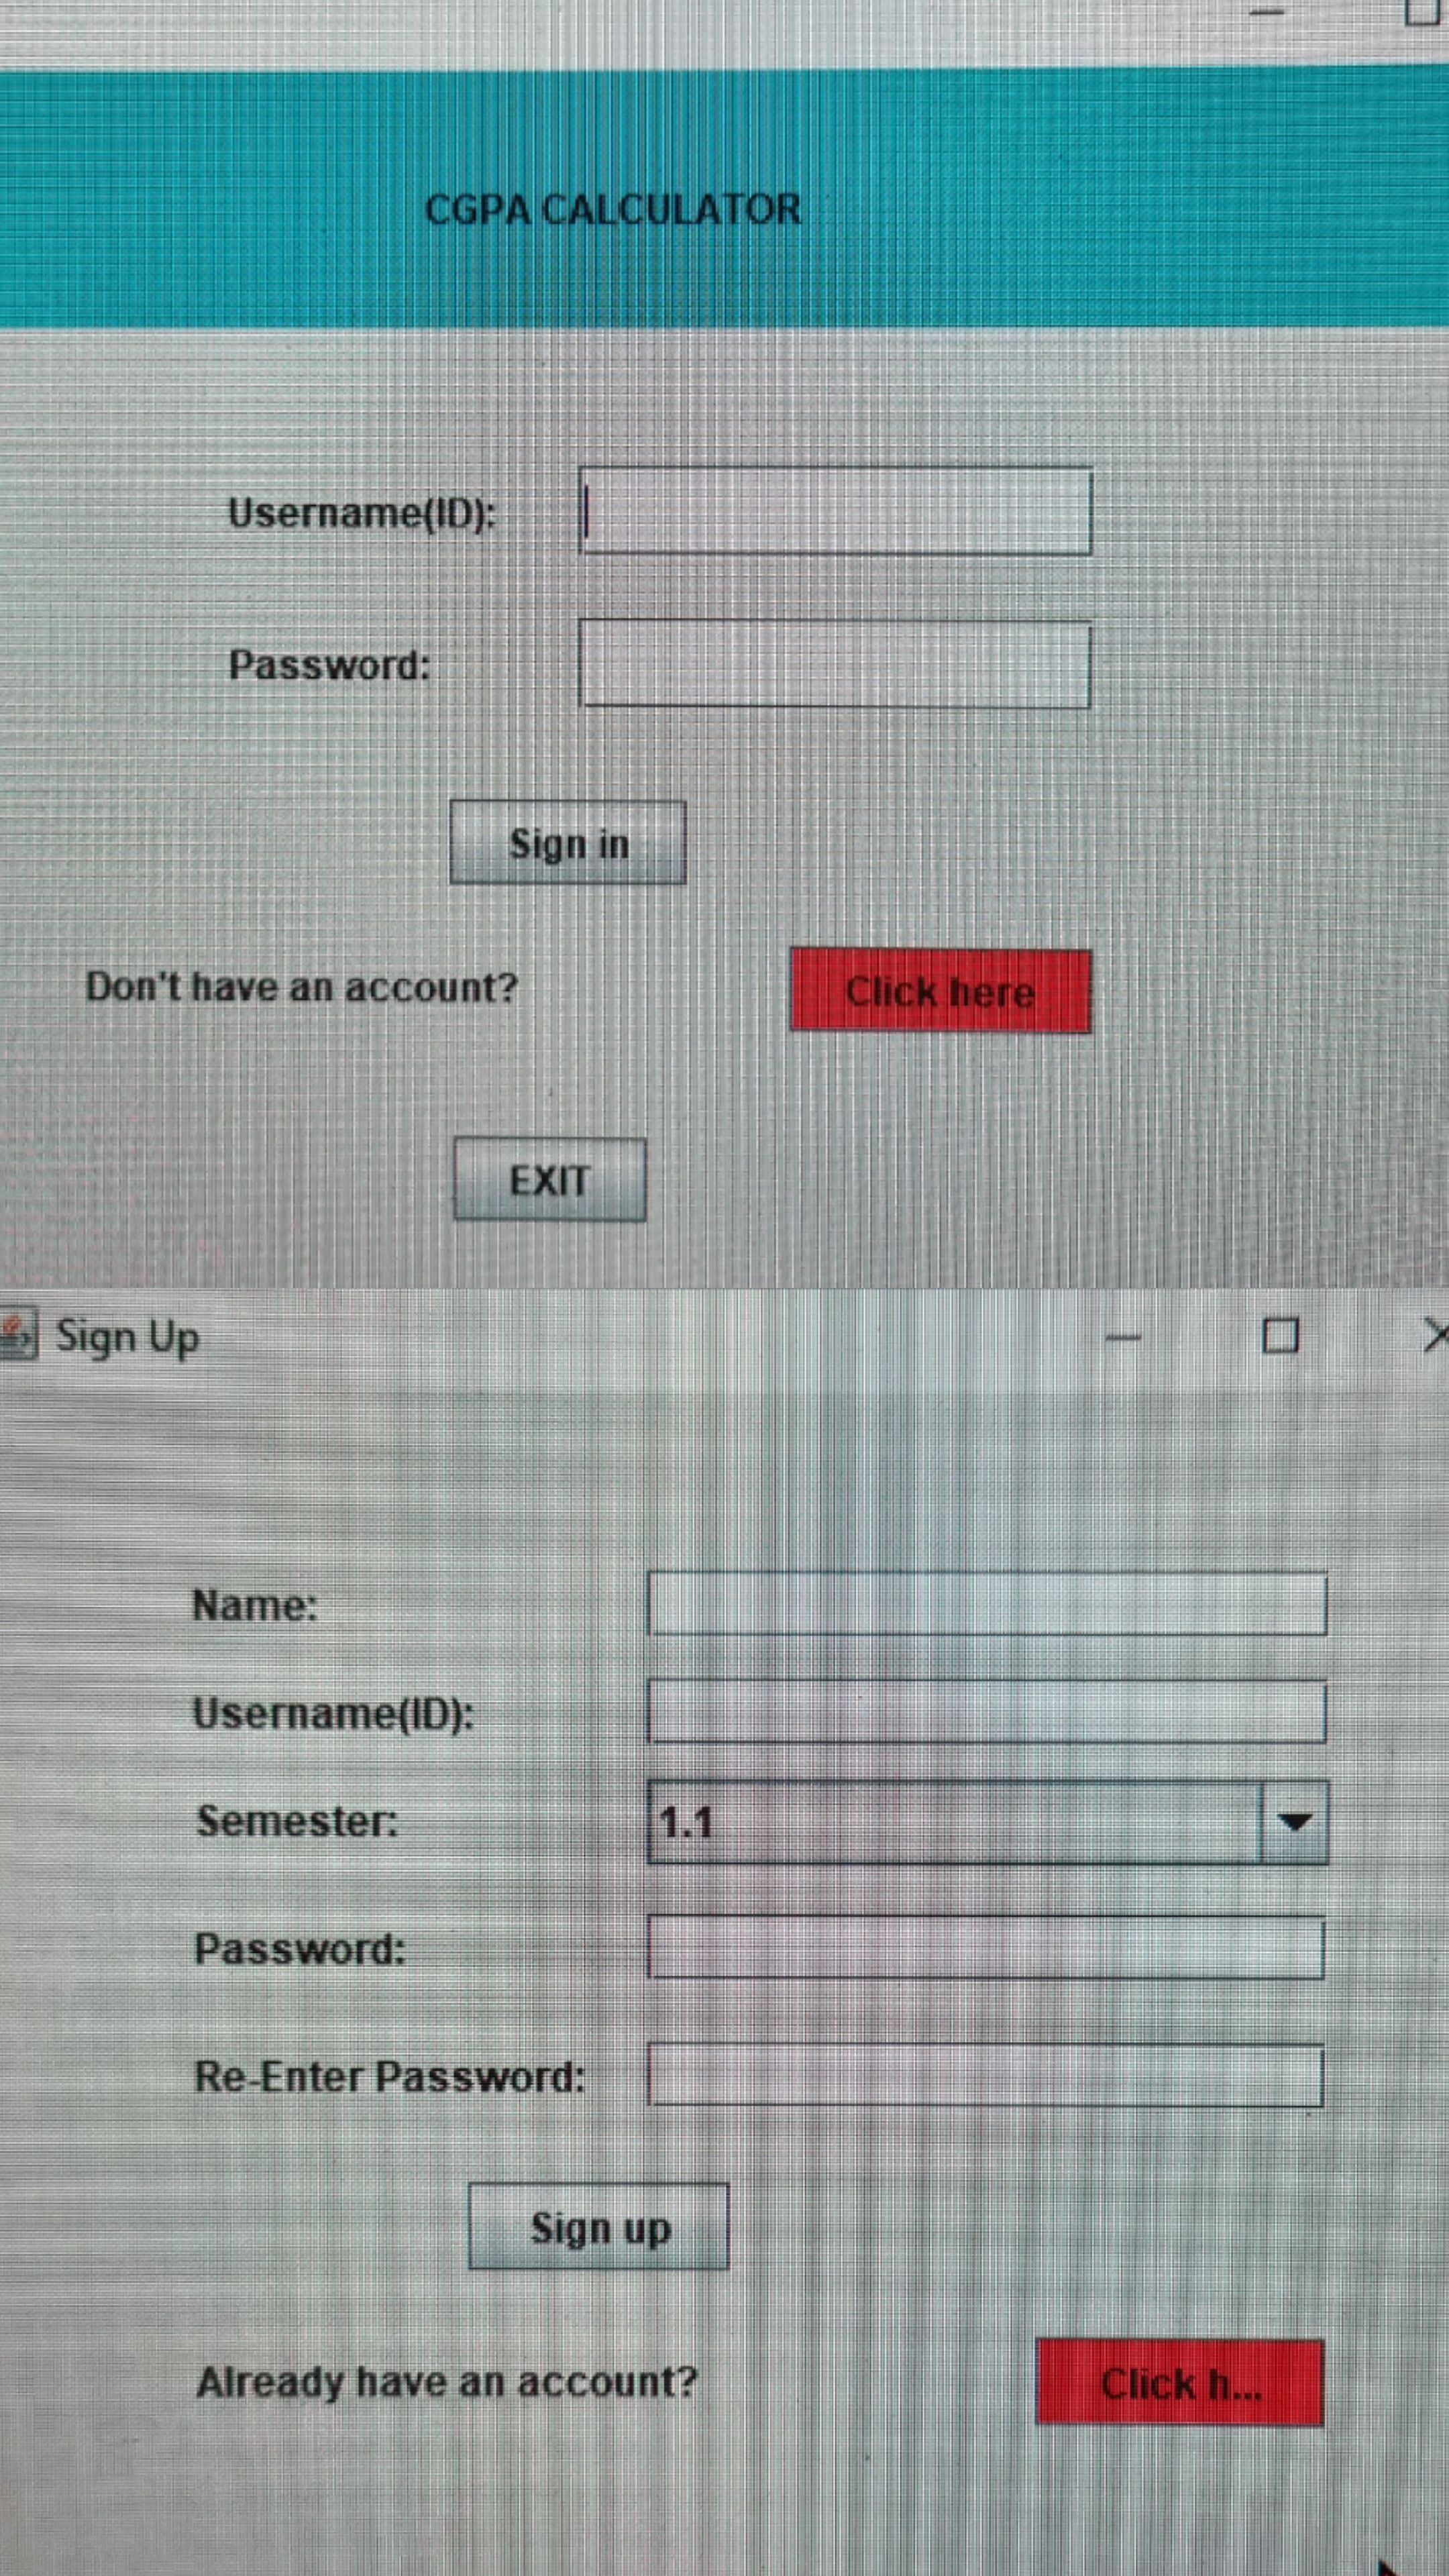 CGPA CALCULATOR
Username(ID):
Password:
Sign in
Don't have an account? Click here
EXIT
Sign Up
Name:
Username(ID):
Semester: 1.1
Password:
Re-Enter Password:
Sign up
Already have an account? Click h...